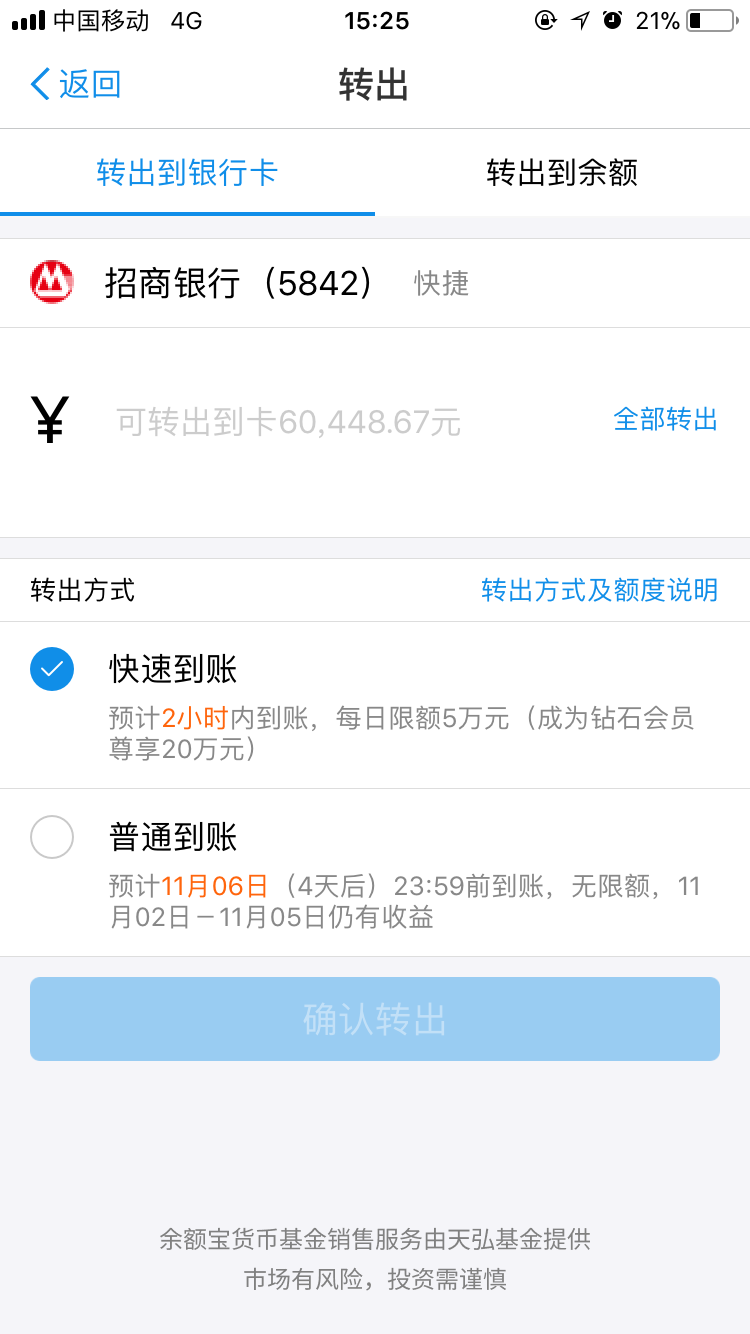 中国移动 4G 15:25 21%
返回 转出
转出到银行卡 转出到余额
招商银行（5842） 快捷
¥ 可转出到卡60,448.67元 全部转出
转出方式 转出方式及额度说明
快速到账
预计2小时内到账，每日限额5万元（成为钻石会员
尊享20万元）
普通到账
预计11月06日（4天后）23:59前到账，无限额，11
月02日－11月05日仍有收益
确认转出
余额宝货币基金销售服务由天弘基金提供
市场有风险，投资需谨慎